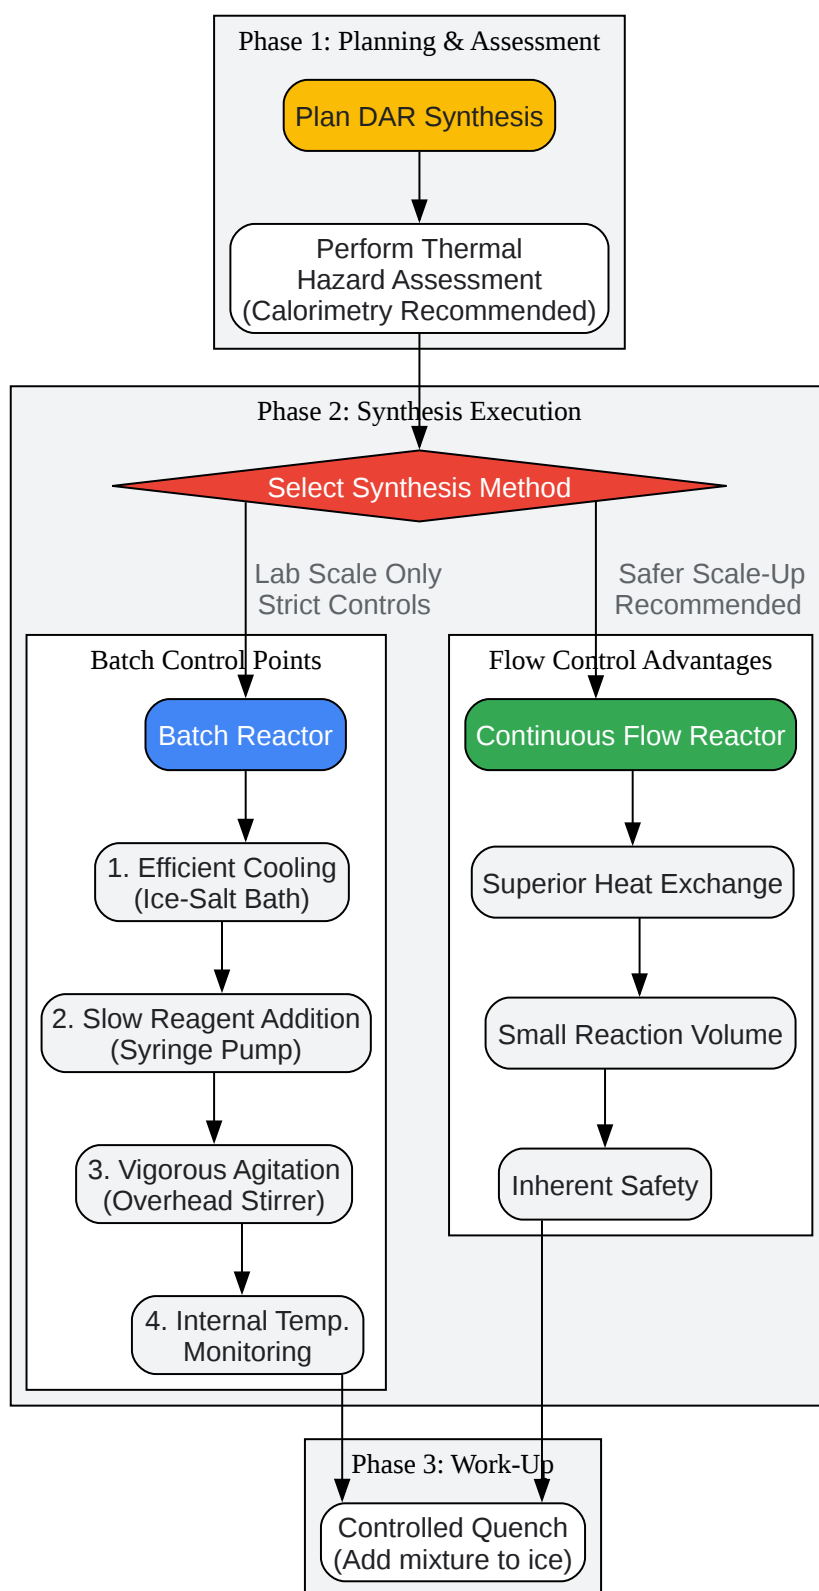 Phase 1: Planning & Assessment
Plan DAR Synthesis
Perform Thermal
Hazard Assessment
(Calorimetry Recommended)
Phase 2: Synthesis Execution
Select Synthesis Method
Lab Scale Only
Strict Controls
Safer Scale-Up
Recommended
Batch Control Points
Batch Reactor
1. Efficient Cooling
(Ice-Salt Bath)
2. Slow Reagent Addition
(Syringe Pump)
3. Vigorous Agitation
(Overhead Stirrer)
4. Internal Temp.
Monitoring
Flow Control Advantages
Continuous Flow Reactor
Superior Heat Exchange
Small Reaction Volume
Inherent Safety
Phase 3: Work-Up
Controlled Quench
(Add mixture to ice)